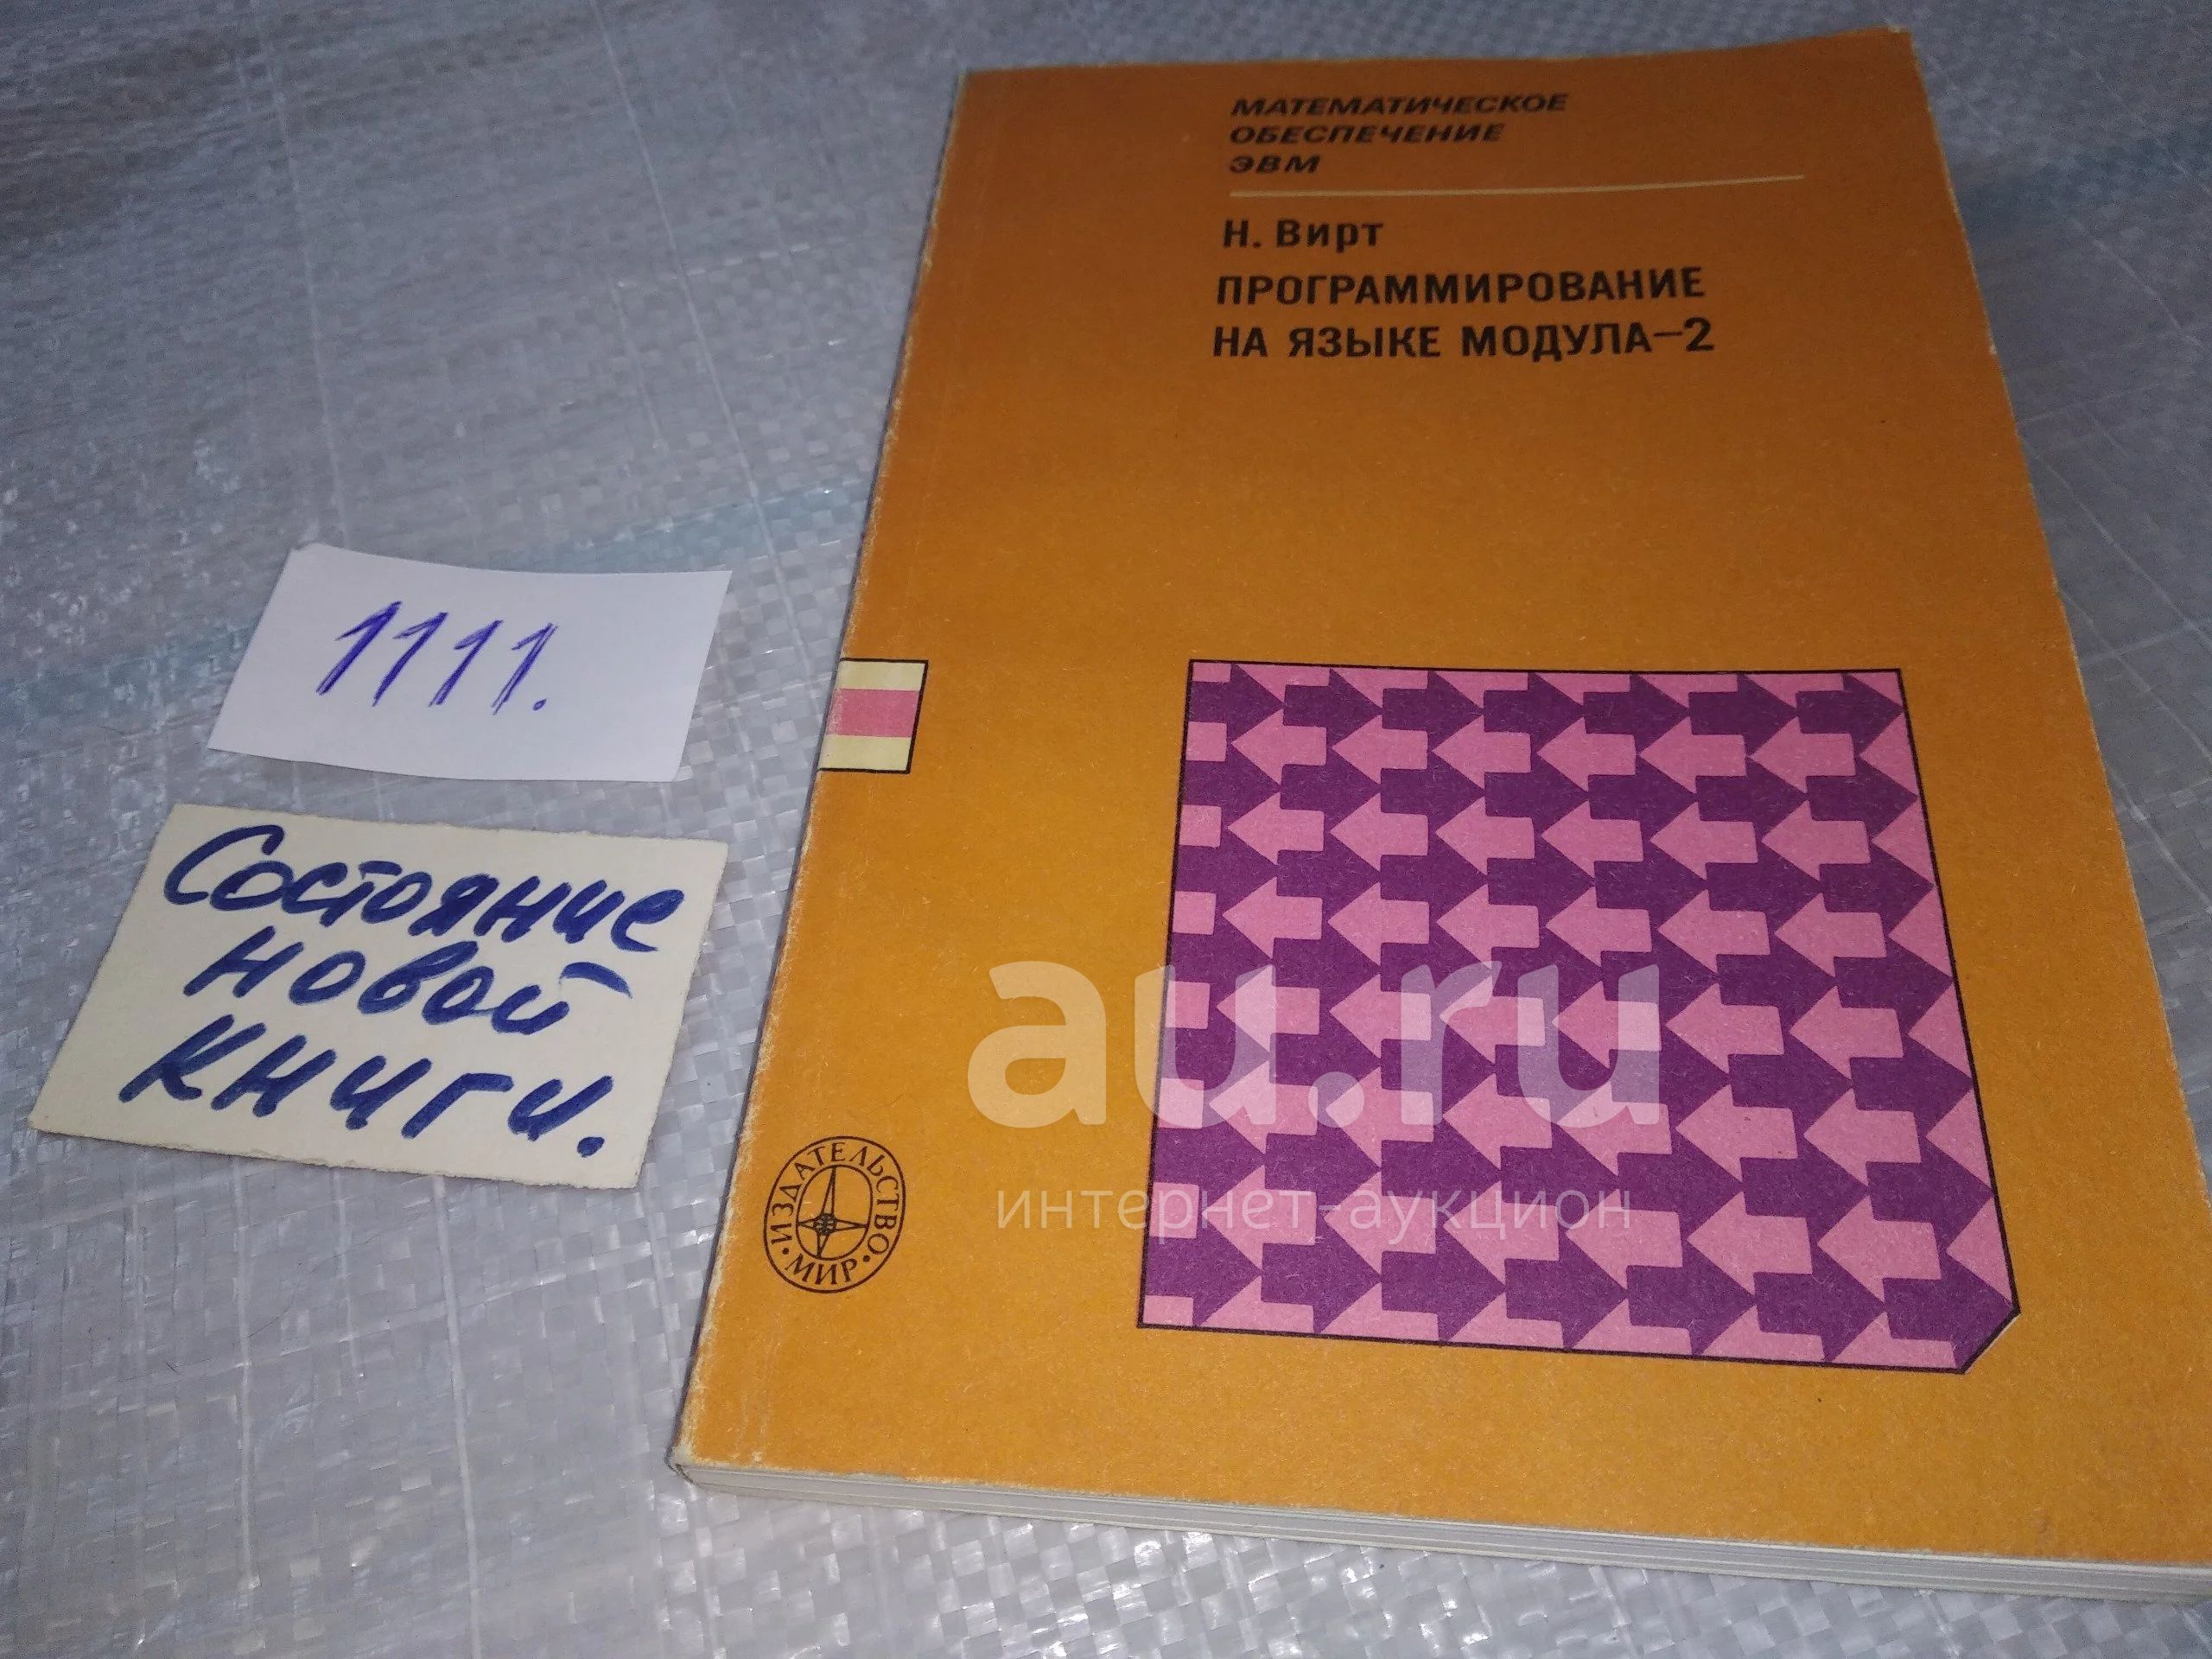 МАТЕМАТИЧЕСКОЕ
ОБЕСПЕЧЕНИЕ
ЭВМ
Н. Вирт
ПРОГРАММИРОВАНИЕ
НА ЯЗЫКЕ МОДУЛА-2
1111.
Состояние
новой
книги.
au.ru
интернет-аукцион
ИЗДАТЕЛЬСТВО
• МИР •